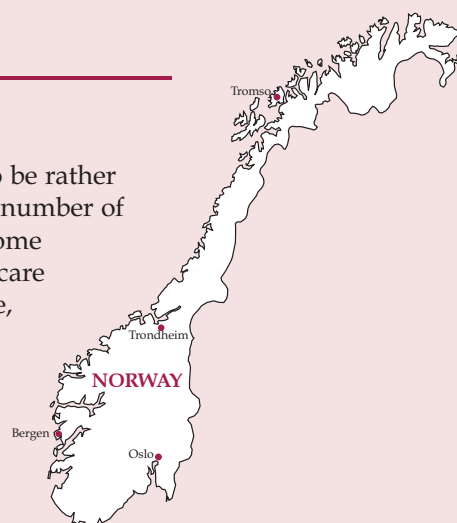 Tromsø
o be rather
number of
ome
care
e,
Trondheim
NORWAY
Bergen
Oslo